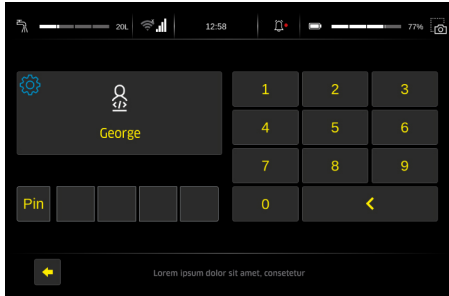 20L 12:58 77%
George
1 2 3
4 5 6
7 8 9
Pin 0
Lorem ipsum dolor sit amet, consetetur